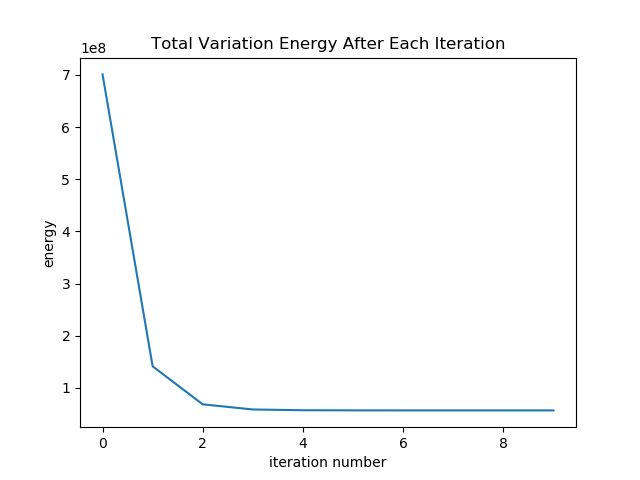 Total Variation Energy After Each Iteration
1e8
7
6
5
4
3
2
1
energy
0 2 4 6 8
iteration number